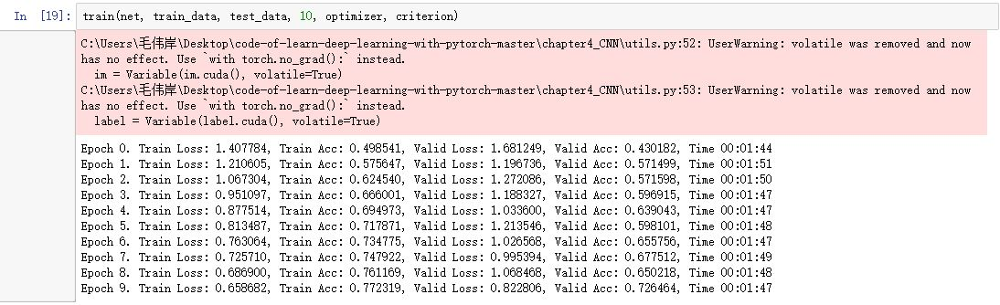 In [19]: train(net, train_data, test_data, 10, optimizer, criterion)
C:\Users\毛伟岸\Desktop\code-of-learn-deep-learning-with-pytorch-master\chapter4_CNN\utils.py:52: UserWarning: volatile was removed and now
has no effect. Use `with torch.no_grad():` instead.
  im = Variable(im.cuda(), volatile=True)
C:\Users\毛伟岸\Desktop\code-of-learn-deep-learning-with-pytorch-master\chapter4_CNN\utils.py:53: UserWarning: volatile was removed and now
has no effect. Use `with torch.no_grad():` instead.
  label = Variable(label.cuda(), volatile=True)
Epoch 0. Train Loss: 1.407784, Train Acc: 0.498541, Valid Loss: 1.681249, Valid Acc: 0.430182, Time 00:01:44
Epoch 1. Train Loss: 1.210605, Train Acc: 0.575647, Valid Loss: 1.196736, Valid Acc: 0.571499, Time 00:01:51
Epoch 2. Train Loss: 1.067304, Train Acc: 0.624540, Valid Loss: 1.272086, Valid Acc: 0.571598, Time 00:01:50
Epoch 3. Train Loss: 0.951097, Train Acc: 0.666001, Valid Loss: 1.188327, Valid Acc: 0.596915, Time 00:01:47
Epoch 4. Train Loss: 0.877514, Train Acc: 0.694973, Valid Loss: 1.033600, Valid Acc: 0.639043, Time 00:01:47
Epoch 5. Train Loss: 0.813487, Train Acc: 0.717871, Valid Loss: 1.213546, Valid Acc: 0.598101, Time 00:01:48
Epoch 6. Train Loss: 0.763064, Train Acc: 0.734775, Valid Loss: 1.026568, Valid Acc: 0.655756, Time 00:01:47
Epoch 7. Train Loss: 0.725710, Train Acc: 0.747922, Valid Loss: 0.995394, Valid Acc: 0.677512, Time 00:01:49
Epoch 8. Train Loss: 0.686900, Train Acc: 0.761169, Valid Loss: 1.068468, Valid Acc: 0.650218, Time 00:01:48
Epoch 9. Train Loss: 0.658682, Train Acc: 0.772319, Valid Loss: 0.822806, Valid Acc: 0.726464, Time 00:01:47